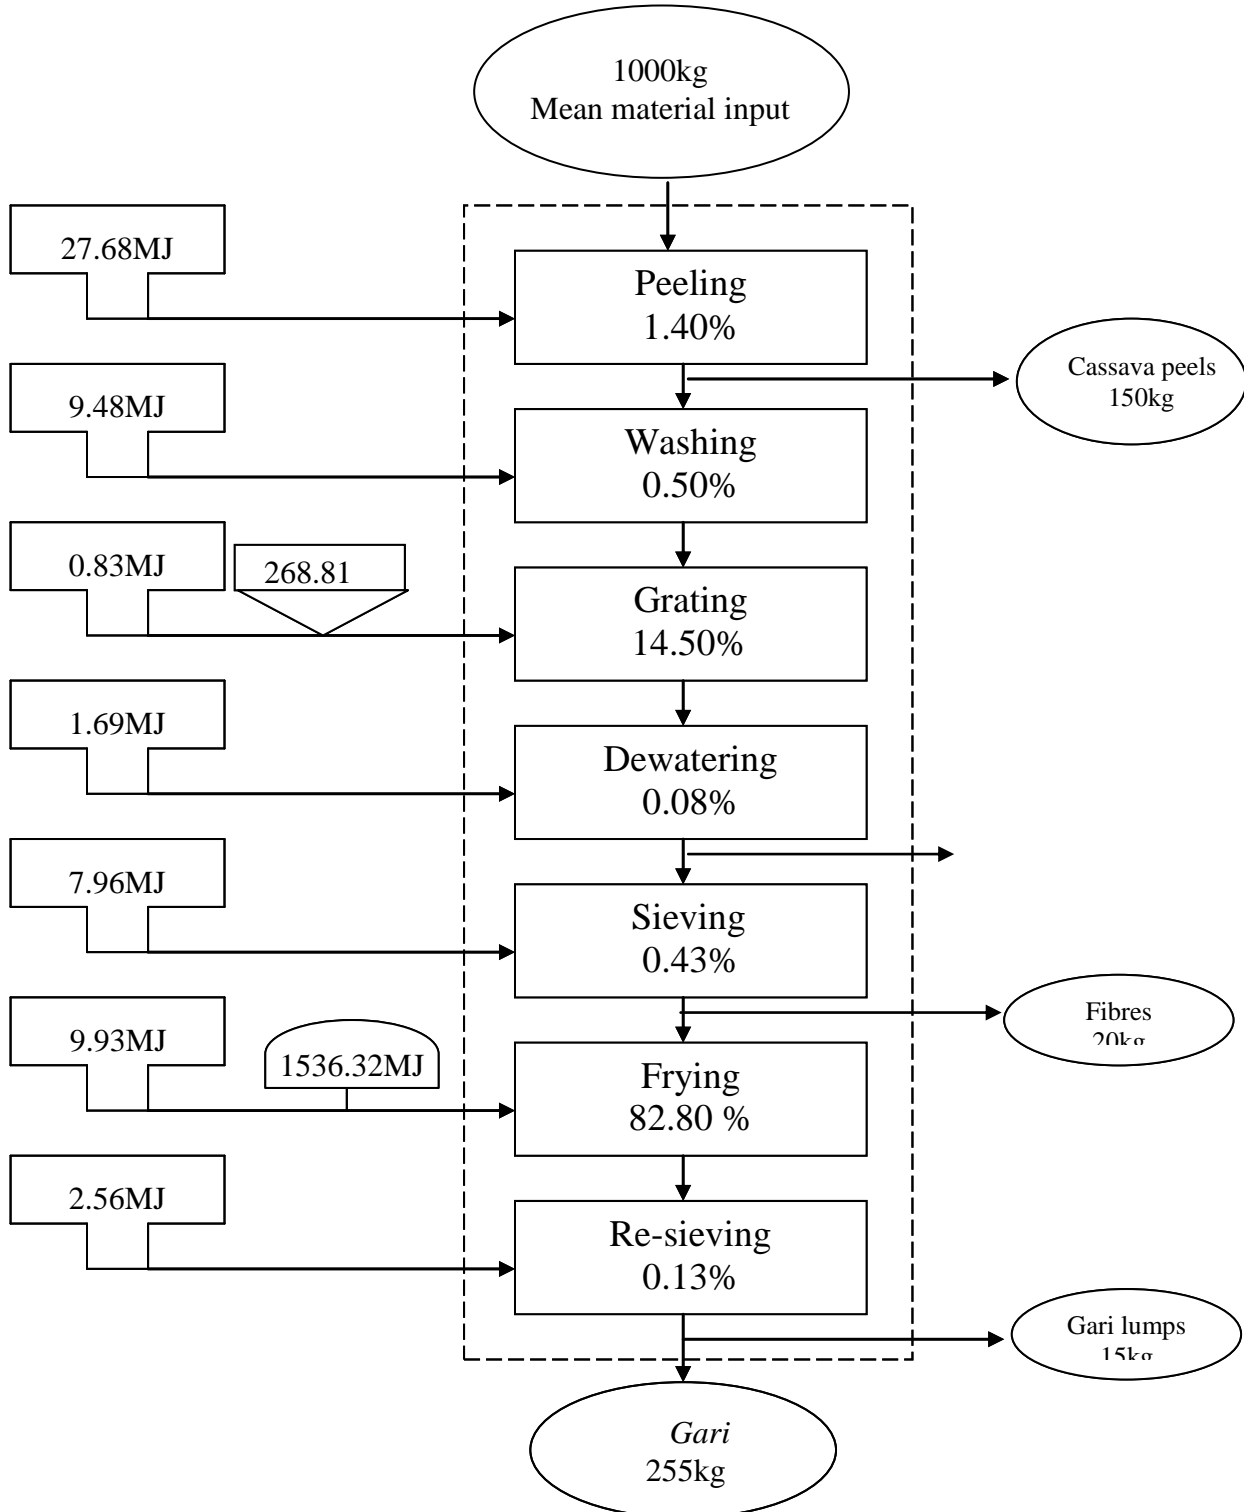 1000kg
Mean material input
27.68MJ
Peeling
1.40%
Cassava peels
150kg
9.48MJ
Washing
0.50%
0.83MJ
268.81
Grating
14.50%
1.69MJ
Dewatering
0.08%
7.96MJ
Sieving
0.43%
Fibres
20kg
9.93MJ
1536.32MJ
Frying
82.80 %
2.56MJ
Re-sieving
0.13%
Gari lumps
15kg
Gari
255kg